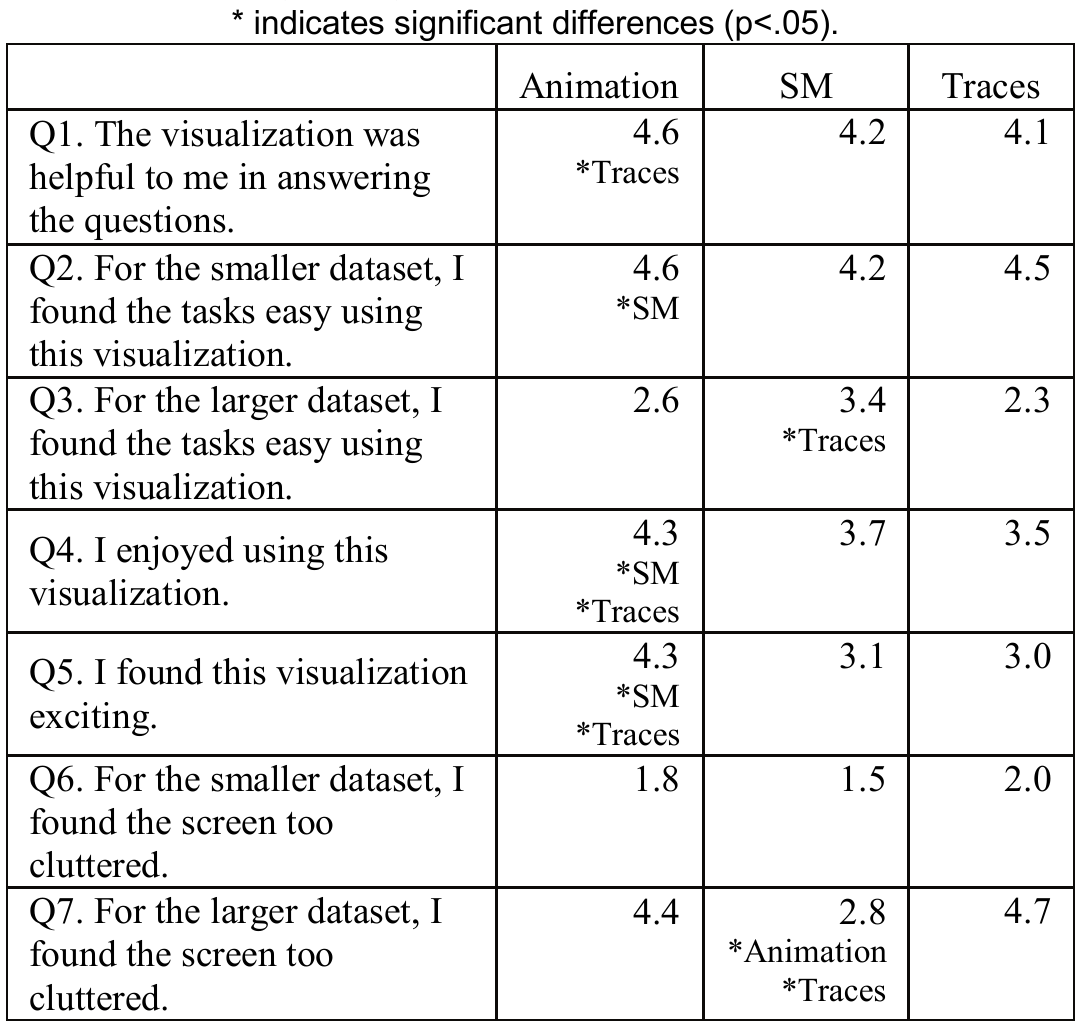 * indicates significant differences (p<.05).
Animation SM Traces
Q1. The visualization was 4.6 4.2 4.1
helpful to me in answering *Traces
the questions.
Q2. For the smaller dataset, I 4.6 4.2 4.5
found the tasks easy using *SM
this visualization.
Q3. For the larger dataset, I 2.6 3.4 2.3
found the tasks easy using *Traces
this visualization.
Q4. I enjoyed using this 4.3 3.7 3.5
visualization. *SM
*Traces
Q5. I found this visualization 4.3 3.1 3.0
exciting. *SM
*Traces
Q6. For the smaller dataset, I 1.8 1.5 2.0
found the screen too
cluttered.
Q7. For the larger dataset, I 4.4 2.8 4.7
found the screen too *Animation
cluttered. *Traces